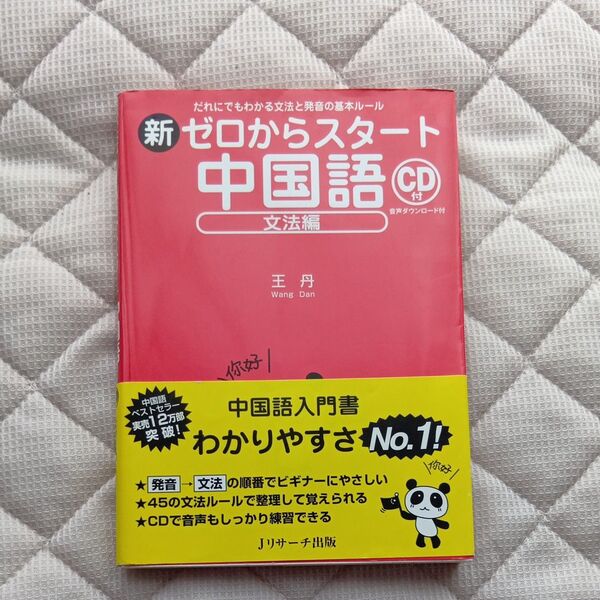 だれにでもわかる文法と発音の基本ルール
新 ゼロからスタート
中国語
CD付
音声ダウンロード付
文法編
王 丹
Wang Dan
你好
中国語
ベストセラー
実売12万部
突破!
中国語入門書
わかりやすさ No.1!
你好
★発音→文法の順番でビギナーにやさしい
★45の文法ルールで整理して覚えられる
★CDで音声もしっかり練習できる
Jリサーチ出版